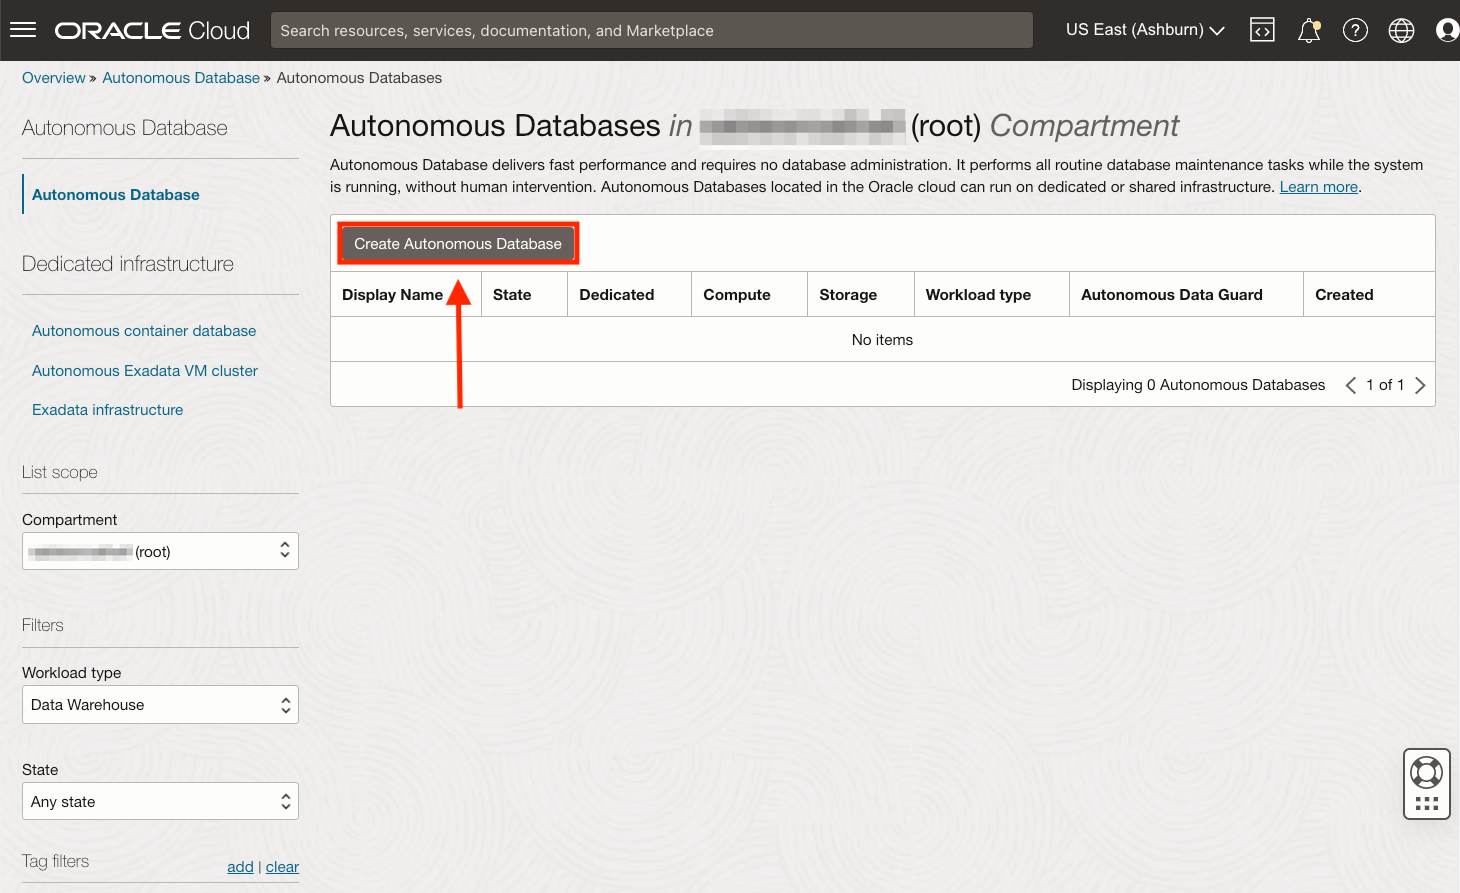 ORACLE Cloud
Search resources, services, documentation, and Marketplace
US East (Ashburn)
Overview » Autonomous Database » Autonomous Databases
Autonomous Database
Autonomous Database
Dedicated infrastructure
Autonomous container database
Autonomous Exadata VM cluster
Exadata infrastructure
List scope
Compartment
(root)
Filters
Workload type
Data Warehouse
State
Any state
Tag filters
add | clear
Autonomous Databases in (root) Compartment
Autonomous Database delivers fast performance and requires no database administration. It performs all routine database maintenance tasks while the system
is running, without human intervention. Autonomous Databases located in the Oracle cloud can run on dedicated or shared infrastructure. Learn more.
Create Autonomous Database
Display Name State Dedicated Compute Storage Workload type Autonomous Data Guard Created
No items
Displaying 0 Autonomous Databases 1 of 1